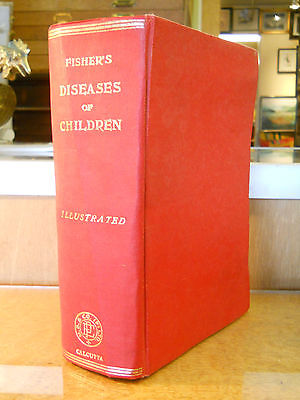 FISHER'S
DISEASES
OF
CHILDREN
ILLUSTRATED
CALCUTTA